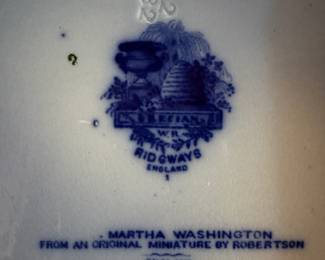 W.R.
RIDGWAYS
ENGLAND
MARTHA WASHINGTON
FROM AN ORIGINAL MINIATURE BY ROBERTSON